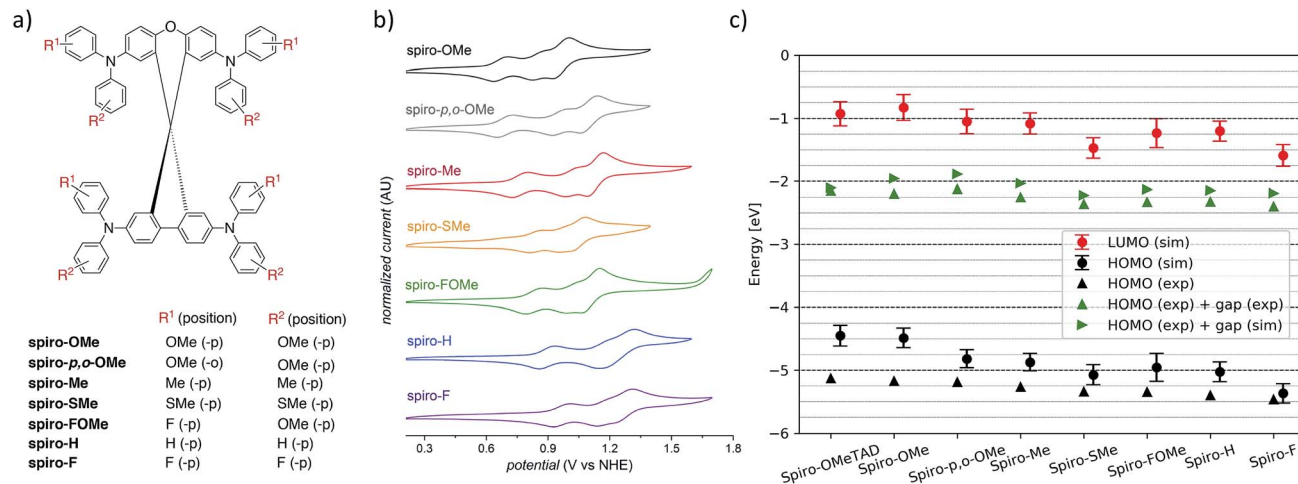 a)
R¹
O
R¹
N
N
R²
R²
R¹
R¹
N
N
R²
R²
R¹ (position) R² (position)
spiro-OMe OMe (-p) OMe (-p)
spiro-p,o-OMe OMe (-o) OMe (-p)
spiro-Me Me (-p) Me (-p)
spiro-SMe SMe (-p) SMe (-p)
spiro-FOMe F (-p) OMe (-p)
spiro-H H (-p) H (-p)
spiro-F F (-p) F (-p)
b)
normalized current (AU)
spiro-OMe
spiro-p,o-OMe
spiro-Me
spiro-SMe
spiro-FOMe
spiro-H
spiro-F
0.3 0.6 0.9 1.2 1.5 1.8
potential (V vs NHE)
c)
Energy [eV]
0
−1
−2
−3
−4
−5
−6
LUMO (sim)
HOMO (sim)
HOMO (exp)
HOMO (exp) + gap (exp)
HOMO (exp) + gap (sim)
Spiro-OMeTAD
Spiro-OMe
Spiro-p,o-OMe
Spiro-Me
Spiro-SMe
Spiro-FOMe
Spiro-H
Spiro-F